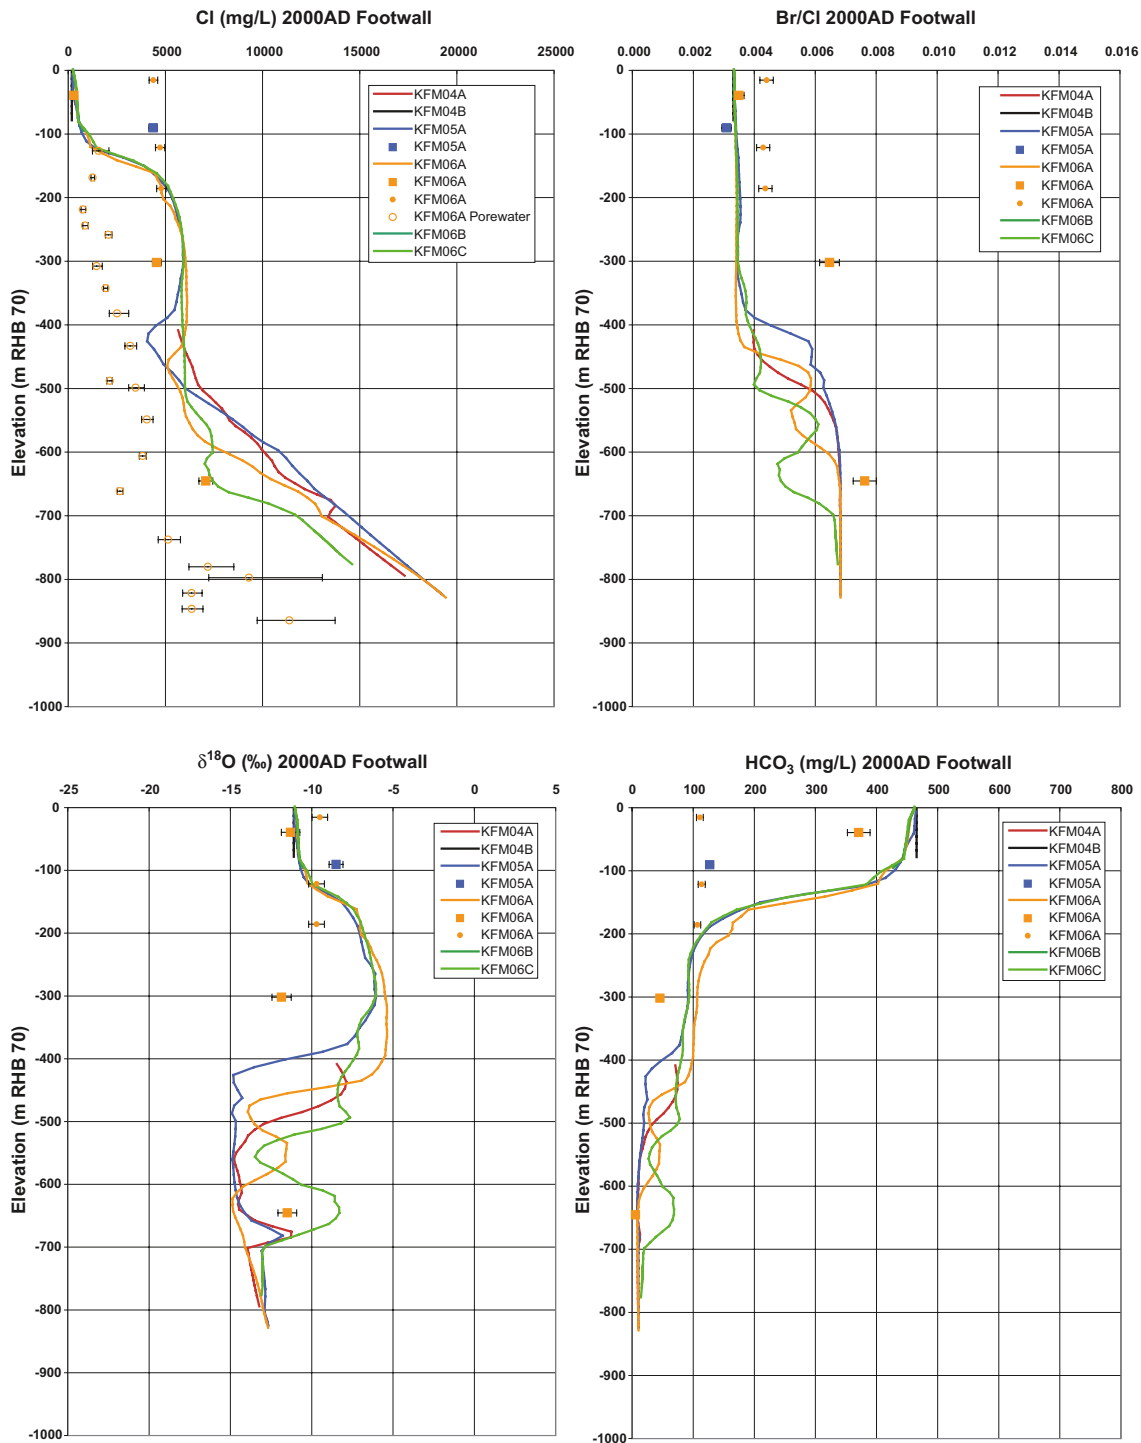 Cl (mg/L) 2000AD Footwall
0 5000 10000 15000 20000 25000
0
-100
-200
-300
-400
-500
-600
-700
-800
-900
-1000
Elevation (m RHB 70)
KFM04A
KFM04B
KFM05A
KFM05A
KFM06A
KFM06A
KFM06A
KFM06A Porewater
KFM06B
KFM06C
Br/Cl 2000AD Footwall
0.000 0.002 0.004 0.006 0.008 0.010 0.012 0.014 0.016
0
-100
-200
-300
-400
-500
-600
-700
-800
-900
-1000
Elevation (m RHB 70)
KFM04A
KFM04B
KFM05A
KFM05A
KFM06A
KFM06A
KFM06A
KFM06B
KFM06C
δ¹⁸O (‰) 2000AD Footwall
-25 -20 -15 -10 -5 0 5
0
-100
-200
-300
-400
-500
-600
-700
-800
-900
-1000
Elevation (m RHB 70)
KFM04A
KFM04B
KFM05A
KFM05A
KFM06A
KFM06A
KFM06A
KFM06B
KFM06C
HCO₃ (mg/L) 2000AD Footwall
0 100 200 300 400 500 600 700 800
0
-100
-200
-300
-400
-500
-600
-700
-800
-900
-1000
Elevation (m RHB 70)
KFM04A
KFM04B
KFM05A
KFM05A
KFM06A
KFM06A
KFM06A
KFM06B
KFM06C